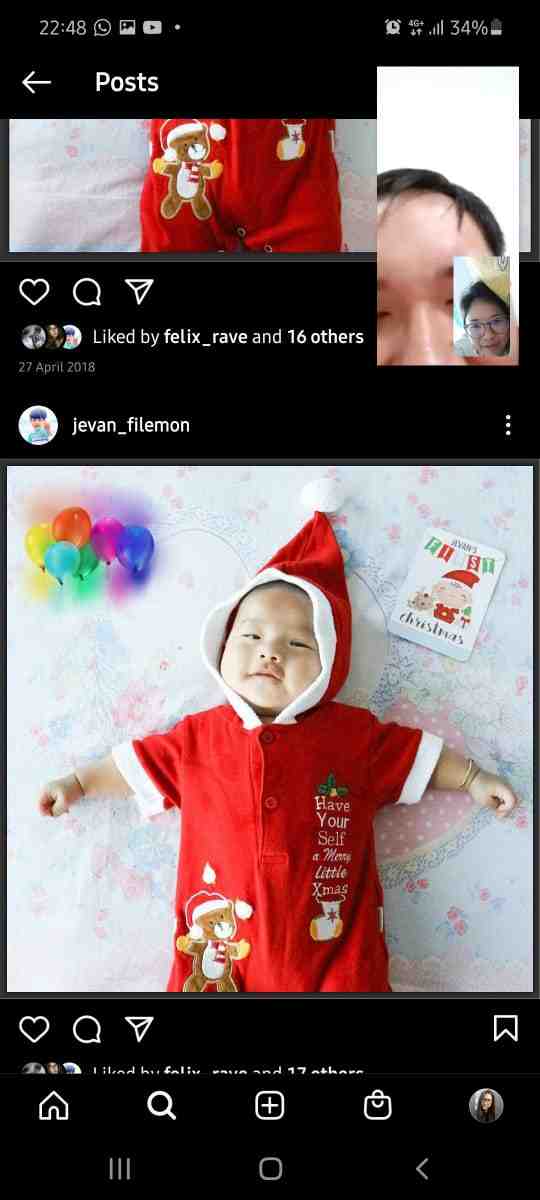 22:48
4G+
34%
Posts
Liked by felix_rave and 16 others
27 April 2018
jevan_filemon
JEVAN'S
FIRST
christmas
Have
Your
Self
a Merry
little
Xmas
Liked by felix_rave and 17 others